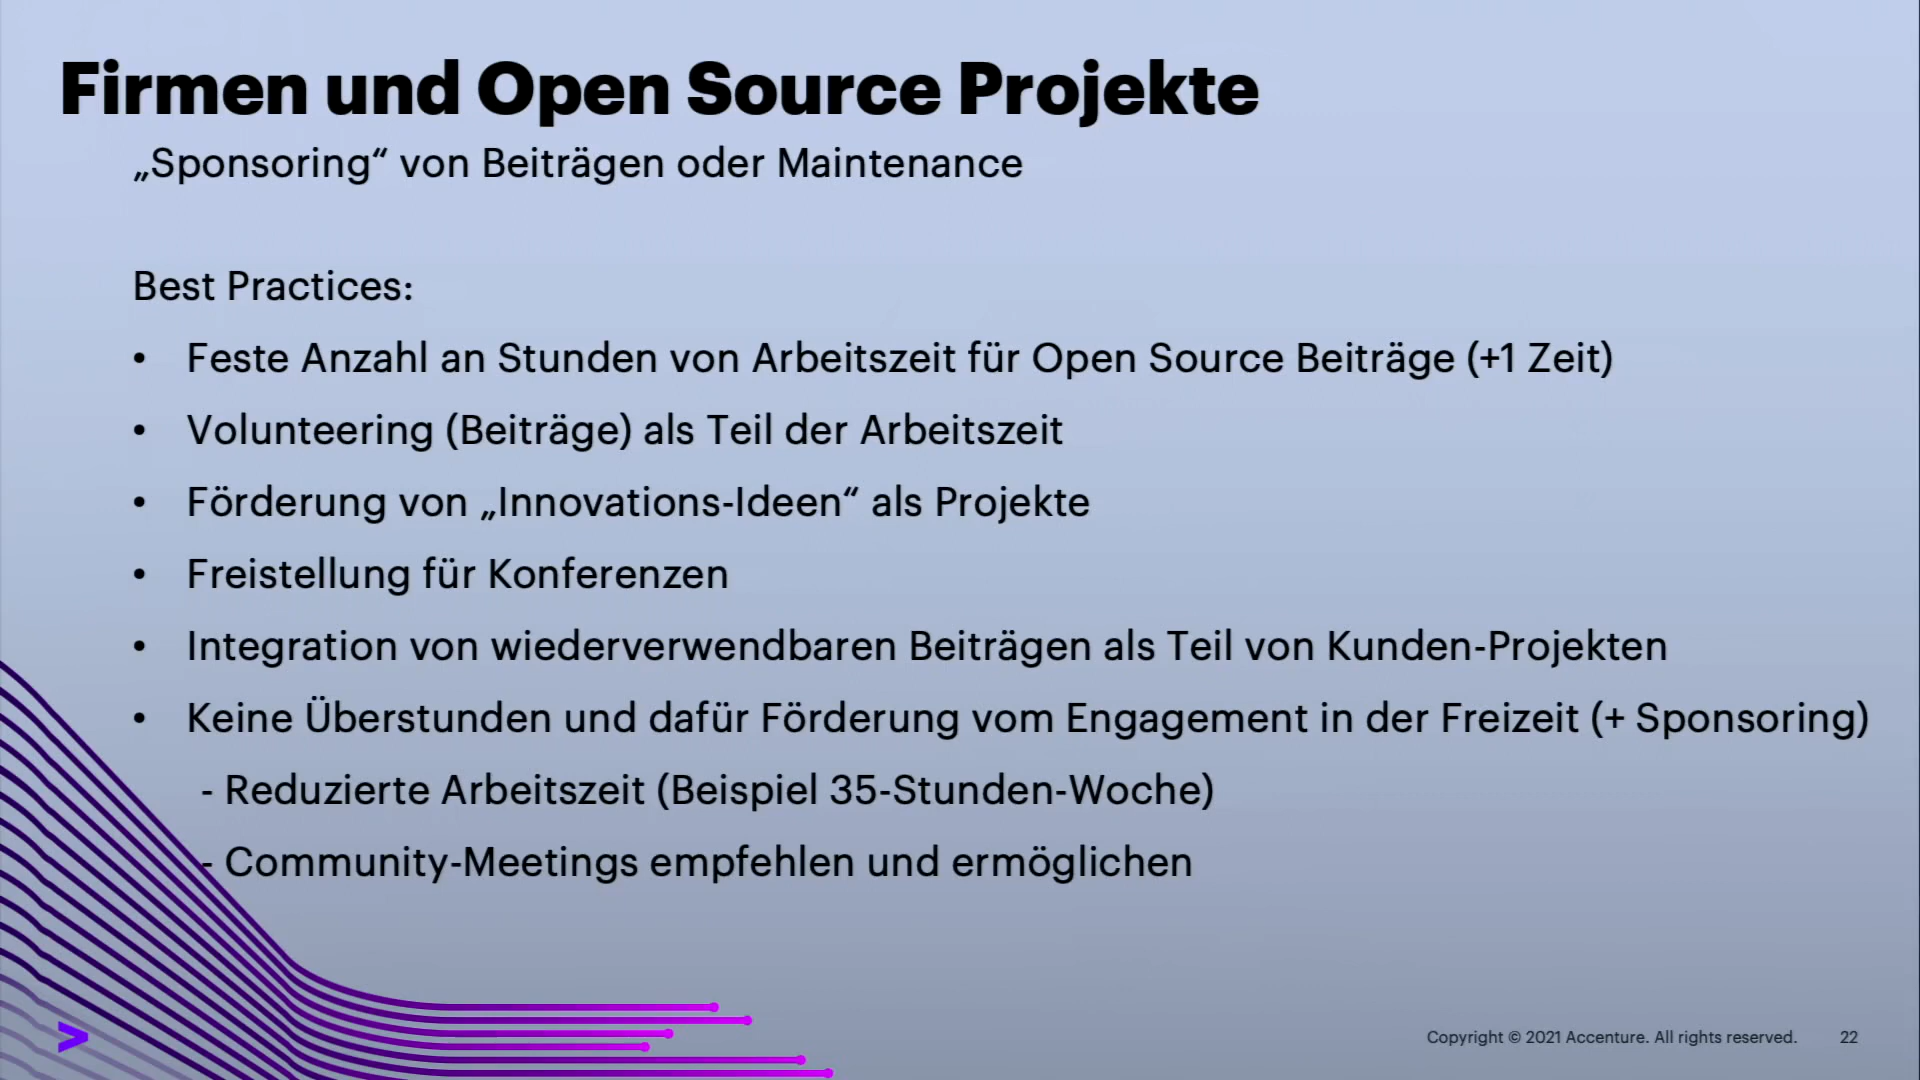 Firmen und Open Source Projekte
„Sponsoring“ von Beiträgen oder Maintenance
Best Practices:
• Feste Anzahl an Stunden von Arbeitszeit für Open Source Beiträge (+1 Zeit)
• Volunteering (Beiträge) als Teil der Arbeitszeit
• Förderung von „Innovations-Ideen“ als Projekte
• Freistellung für Konferenzen
• Integration von wiederverwendbaren Beiträgen als Teil von Kunden-Projekten
• Keine Überstunden und dafür Förderung vom Engagement in der Freizeit (+ Sponsoring)
- Reduzierte Arbeitszeit (Beispiel 35-Stunden-Woche)
- Community-Meetings empfehlen und ermöglichen
Copyright © 2021 Accenture. All rights reserved. 22